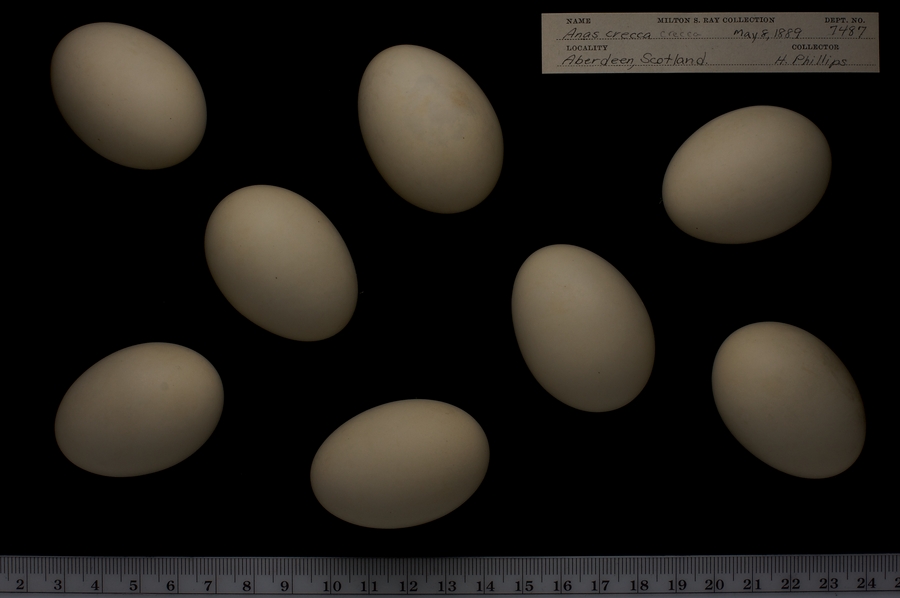 NAME MILTON S. RAY COLLECTION DEPT. NO.
Anas crecca crecca May 8, 1889 7487
LOCALITY COLLECTOR
Aberdeen, Scotland. H. Phillips
2 3 4 5 6 7 8 9 10 11 12 13 14 15 16 17 18 19 20 21 22 23 24 2